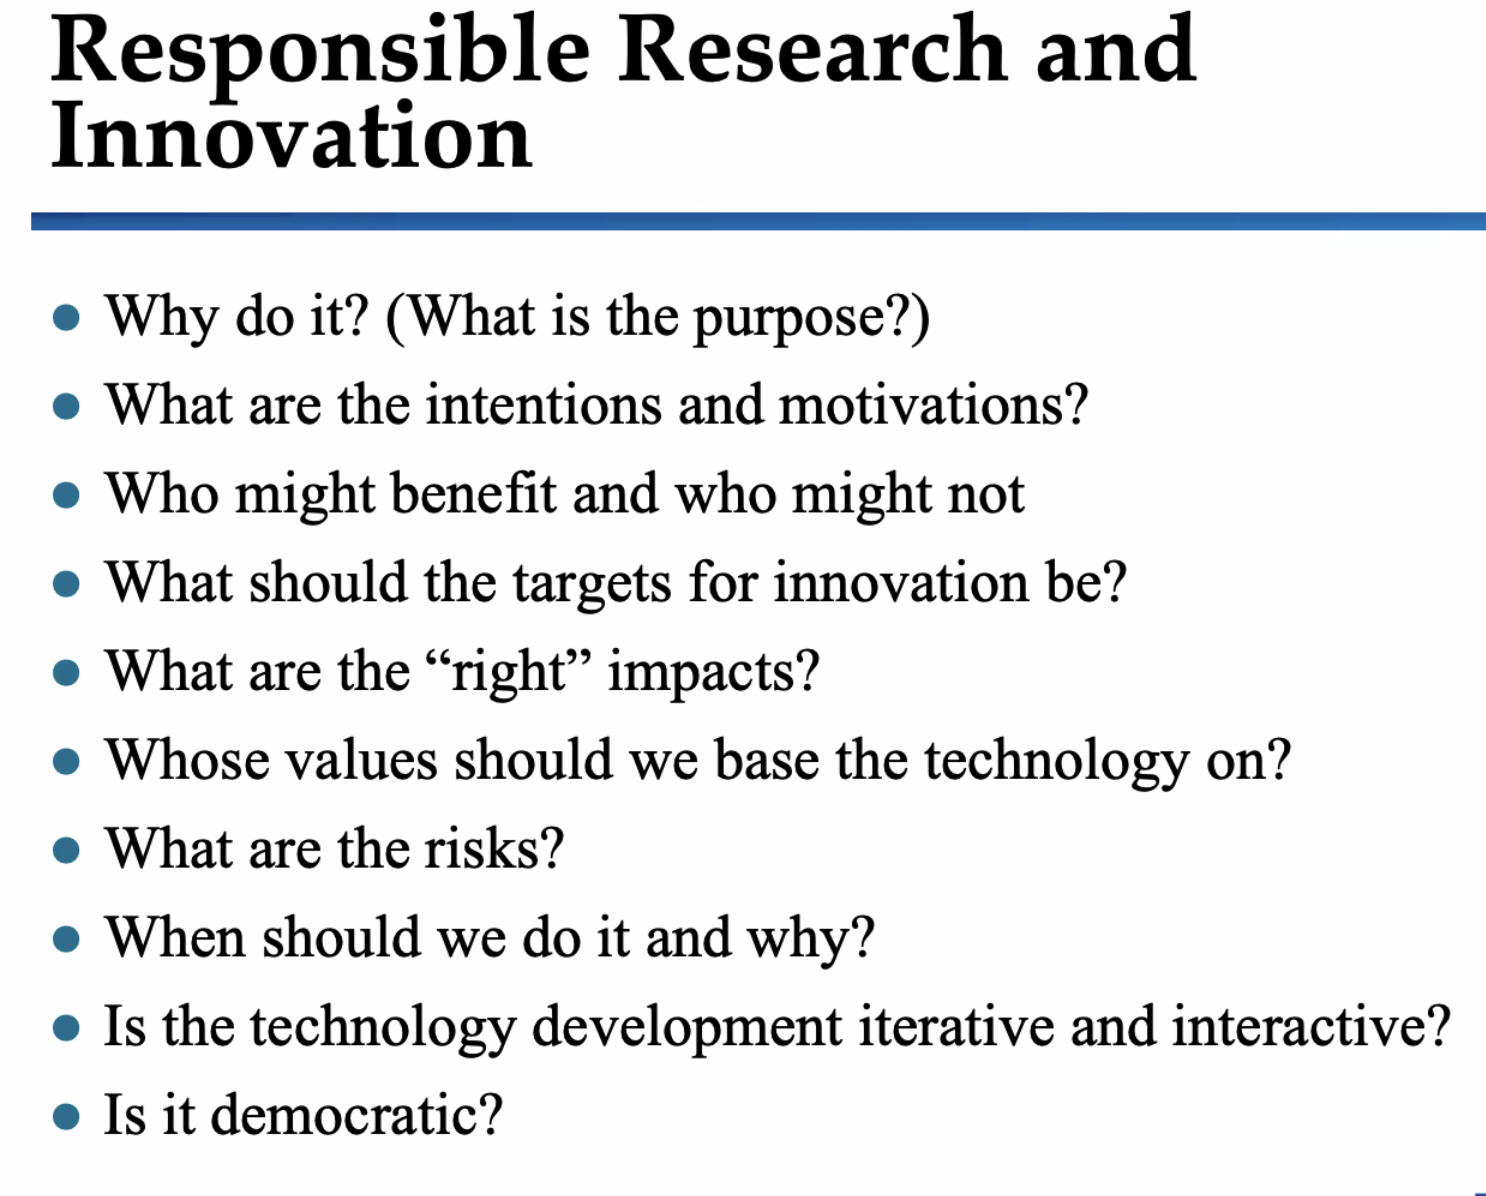 Responsible Research and
Innovation
Why do it? (What is the purpose?)
What are the intentions and motivations?
Who might benefit and who might not
What should the targets for innovation be?
What are the “right” impacts?
Whose values should we base the technology on?
What are the risks?
When should we do it and why?
Is the technology development iterative and interactive?
Is it democratic?